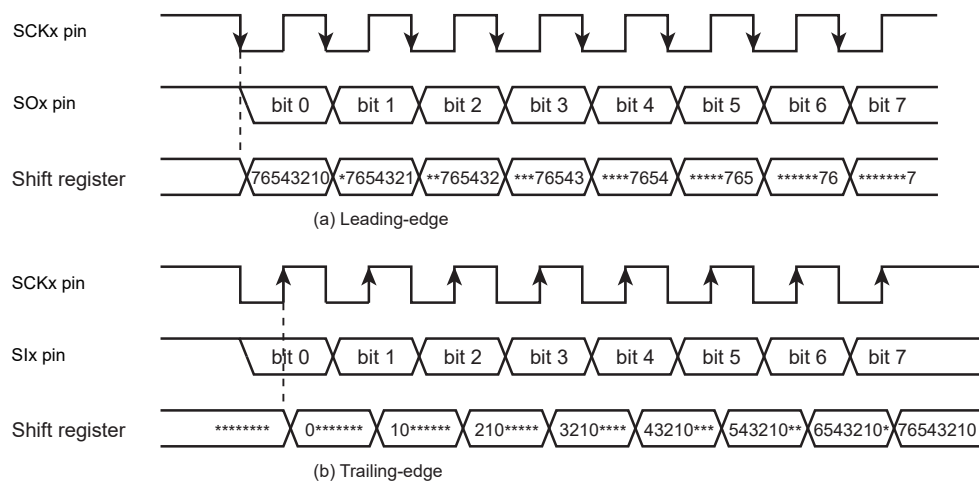 SCKx pin
SOx pin bit 0 bit 1 bit 2 bit 3 bit 4 bit 5 bit 6 bit 7
Shift register 76543210 *7654321 **765432 ***76543 ****7654 *****765 ******76 *******7
(a) Leading-edge
SCKx pin
SIx pin bit 0 bit 1 bit 2 bit 3 bit 4 bit 5 bit 6 bit 7
Shift register ******** 0******* 10****** 210***** 3210**** 43210*** 543210** 6543210* 76543210
(b) Trailing-edge